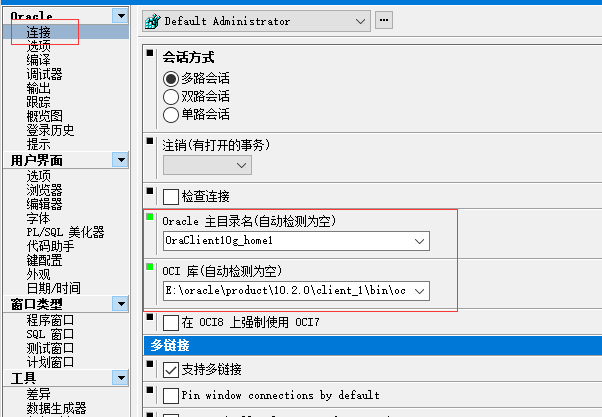 Oracle
连接
选项
编译
调试器
输出
跟踪
概览图
登录历史
提示
用户界面
选项
浏览器
编辑器
字体
PL/SQL 美化器
代码助手
键配置
外观
日期/时间
窗口类型
程序窗口
SQL 窗口
测试窗口
计划窗口
工具
差异
数据生成器
Default Administrator
...
会话方式
多路会话
双路会话
单路会话
注销(有打开的事务)
检查连接
Oracle 主目录名(自动检测为空)
OraClient10g_home1
OCI 库(自动检测为空)
E:\oracle\product\10.2.0\client_1\bin\oc
在 OCI8 上强制使用 OCI7
多链接
支持多链接
Pin window connections by default